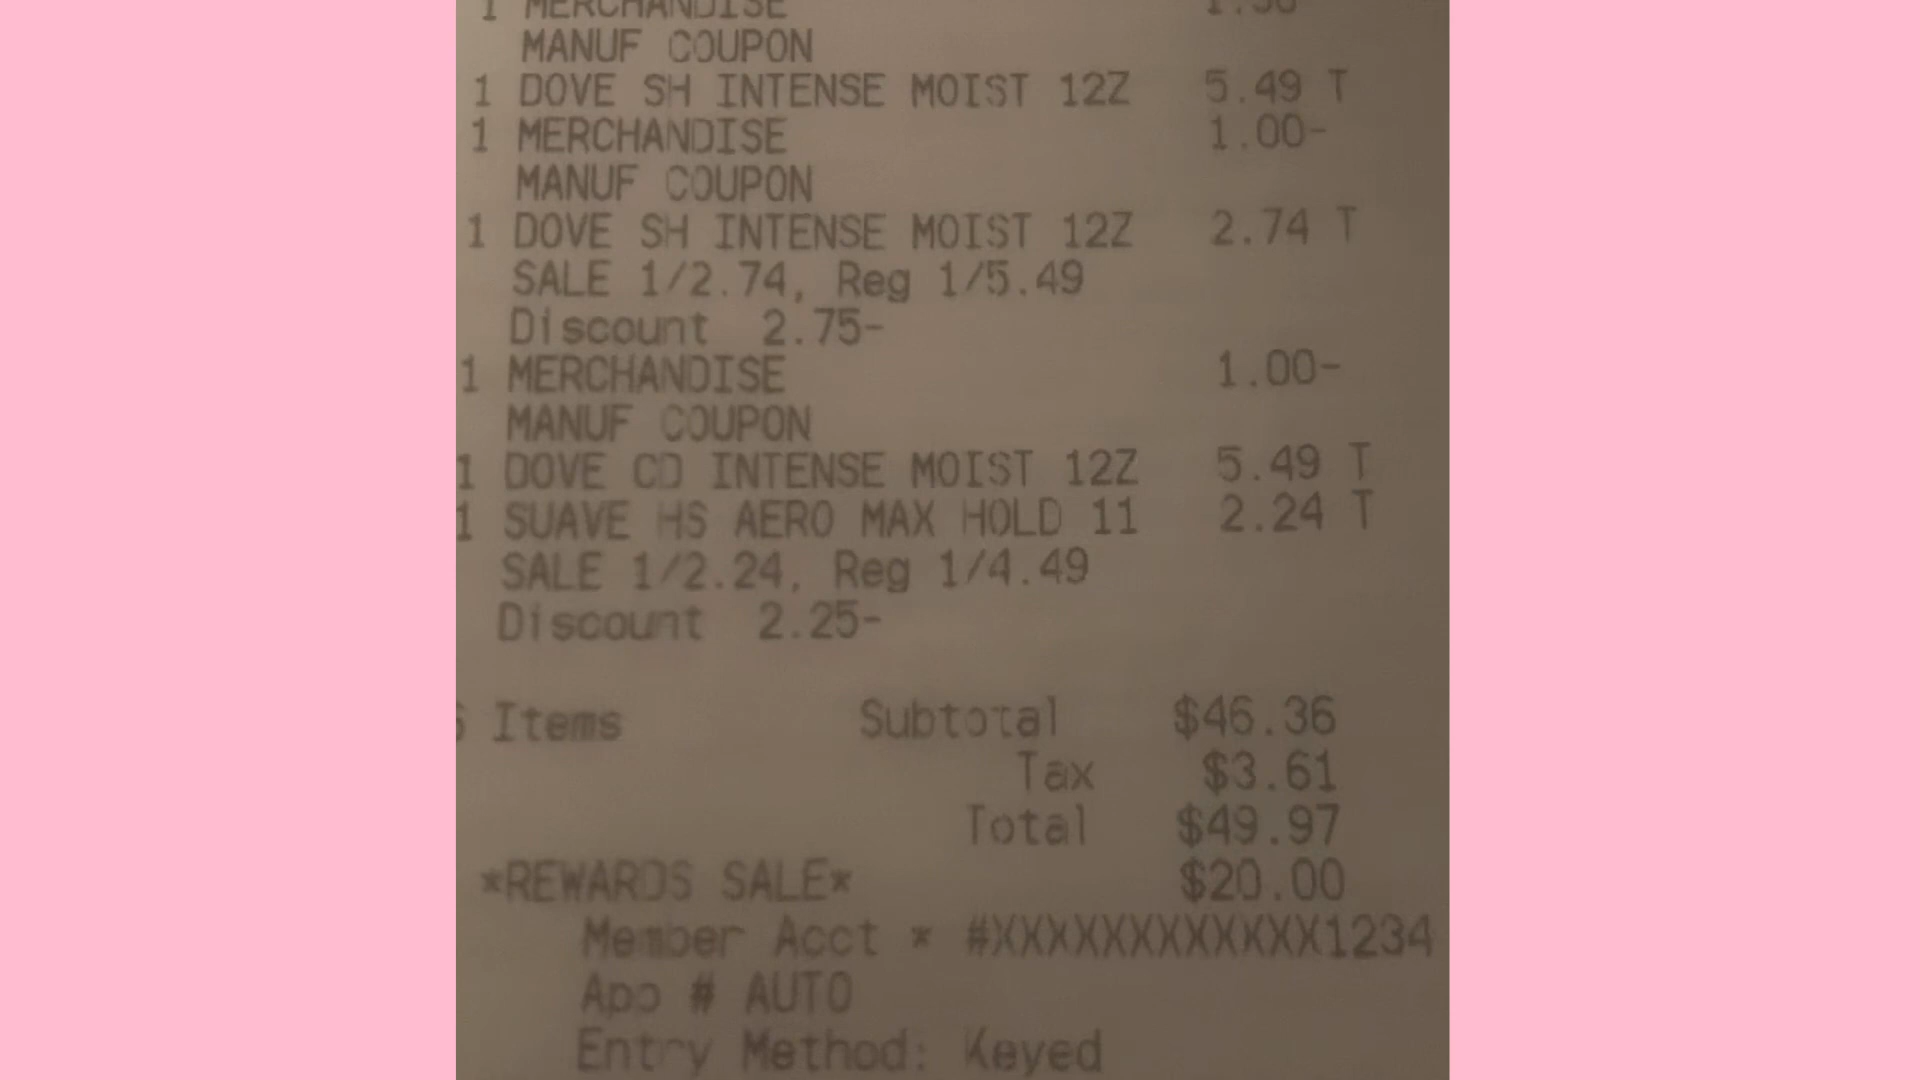 1 MERCHANDISE
MANUF COUPON
1 DOVE SH INTENSE MOIST 12Z 5.49 T
1 MERCHANDISE 1.00-
MANUF COUPON
1 DOVE SH INTENSE MOIST 12Z 2.74 T
SALE 1/2.74, Reg 1/5.49
Discount 2.75-
1 MERCHANDISE 1.00-
MANUF COUPON
1 DOVE CD INTENSE MOIST 12Z 5.49 T
1 SUAVE HS AERO MAX HOLD 11 2.24 T
SALE 1/2.24, Reg 1/4.49
Discount 2.25-
Items Subtotal $46.36
Tax $3.61
Total $49.97
*REWARDS SALE* $20.00
Member Acct * #XXXXXXXXXXXX1234
App # AUTO
Entry Method: Keyed